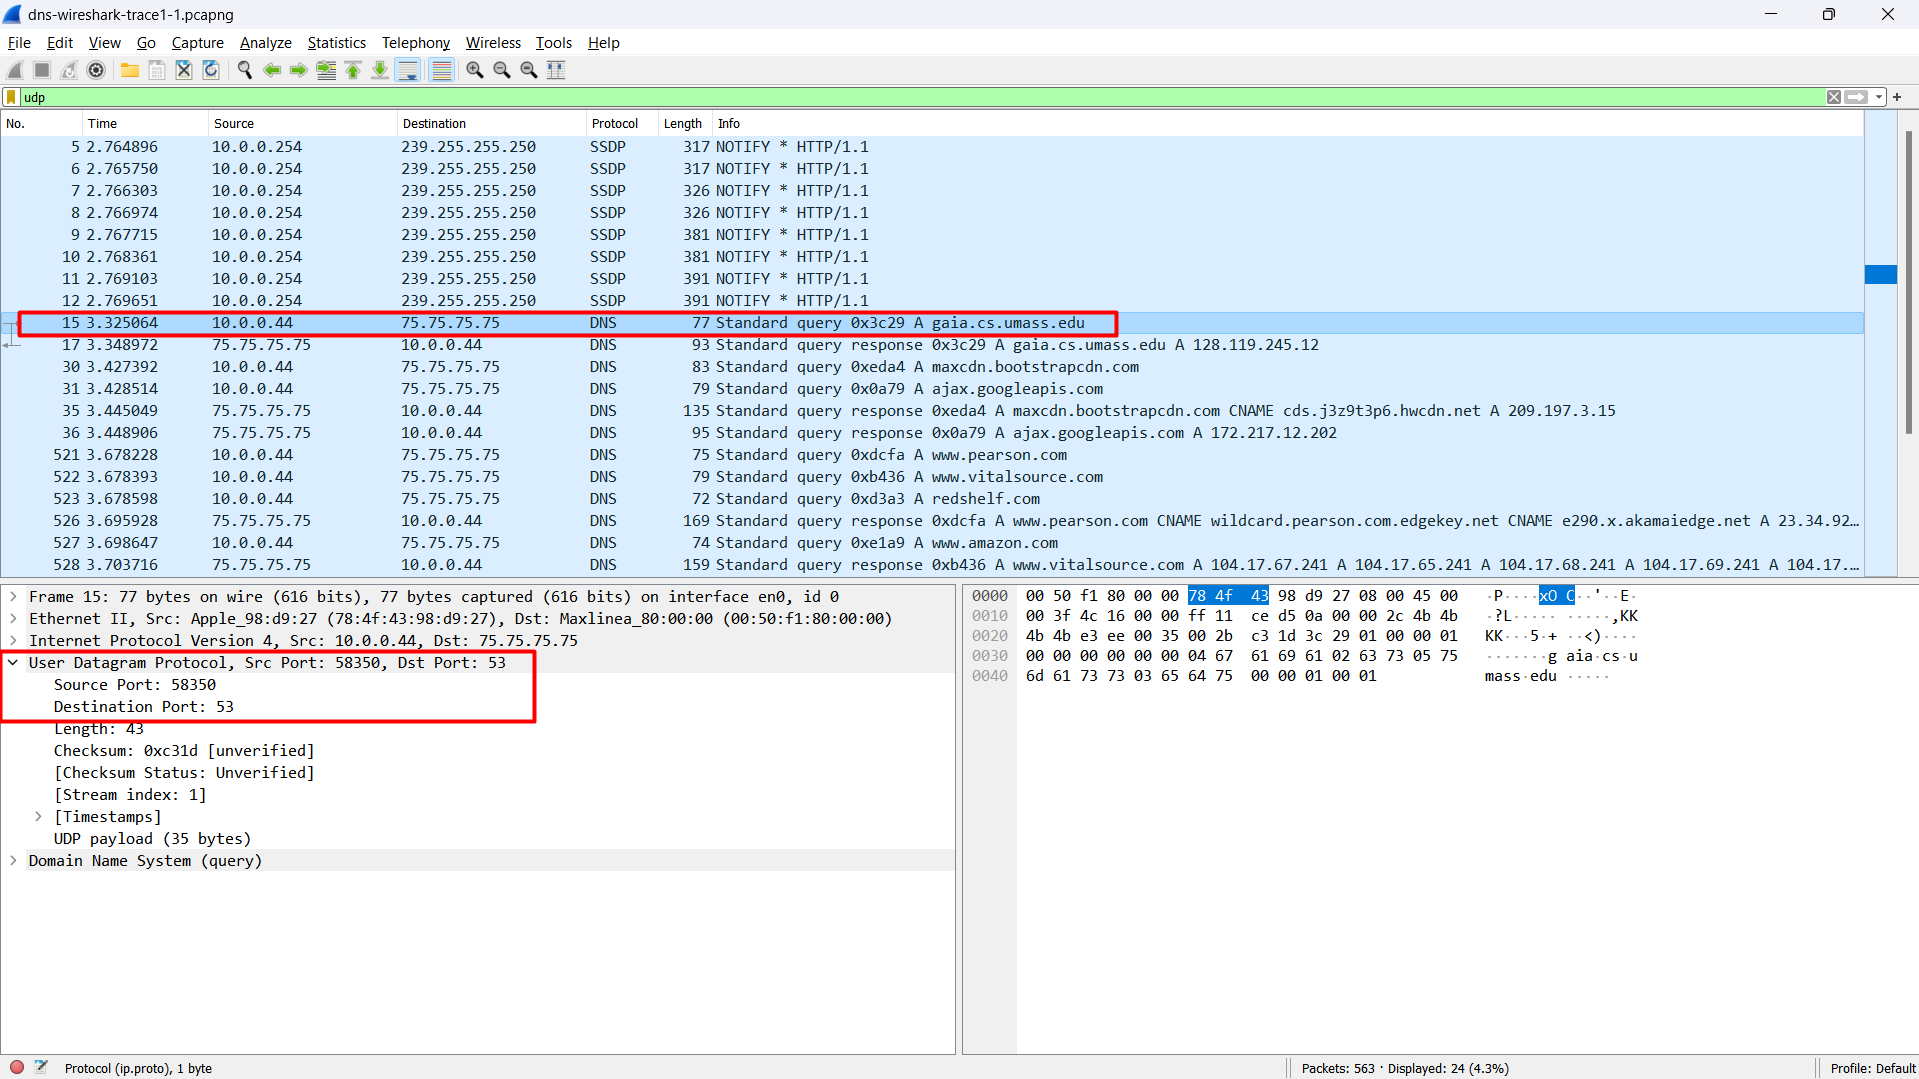 dns-wireshark-trace1-1.pcapng
File Edit View Go Capture Analyze Statistics Telephony Wireless Tools Help
udp
No. Time Source Destination Protocol Length Info
5 2.764896 10.0.0.254 239.255.255.250 SSDP 317 NOTIFY * HTTP/1.1
6 2.765750 10.0.0.254 239.255.255.250 SSDP 317 NOTIFY * HTTP/1.1
7 2.766303 10.0.0.254 239.255.255.250 SSDP 326 NOTIFY * HTTP/1.1
8 2.766974 10.0.0.254 239.255.255.250 SSDP 326 NOTIFY * HTTP/1.1
9 2.767715 10.0.0.254 239.255.255.250 SSDP 381 NOTIFY * HTTP/1.1
10 2.768361 10.0.0.254 239.255.255.250 SSDP 381 NOTIFY * HTTP/1.1
11 2.769103 10.0.0.254 239.255.255.250 SSDP 391 NOTIFY * HTTP/1.1
12 2.769651 10.0.0.254 239.255.255.250 SSDP 391 NOTIFY * HTTP/1.1
15 3.325064 10.0.0.44 75.75.75.75 DNS 77 Standard query 0x3c29 A gaia.cs.umass.edu
17 3.348972 75.75.75.75 10.0.0.44 DNS 93 Standard query response 0x3c29 A gaia.cs.umass.edu A 128.119.245.12
30 3.427392 10.0.0.44 75.75.75.75 DNS 83 Standard query 0xeda4 A maxcdn.bootstrapcdn.com
31 3.428514 10.0.0.44 75.75.75.75 DNS 79 Standard query 0x0a79 A ajax.googleapis.com
35 3.445049 75.75.75.75 10.0.0.44 DNS 135 Standard query response 0xeda4 A maxcdn.bootstrapcdn.com CNAME cds.j3z9t3p6.hwcdn.net A 209.197.3.15
36 3.448906 75.75.75.75 10.0.0.44 DNS 95 Standard query response 0x0a79 A ajax.googleapis.com A 172.217.12.202
521 3.678228 10.0.0.44 75.75.75.75 DNS 75 Standard query 0xdcfa A www.pearson.com
522 3.678393 10.0.0.44 75.75.75.75 DNS 79 Standard query 0xb436 A www.vitalsource.com
523 3.678598 10.0.0.44 75.75.75.75 DNS 72 Standard query 0xd3a3 A redshelf.com
526 3.695928 75.75.75.75 10.0.0.44 DNS 169 Standard query response 0xdcfa A www.pearson.com CNAME wildcard.pearson.com.edgekey.net CNAME e290.x.akamaiedge.net A 23.34.92…
527 3.698647 10.0.0.44 75.75.75.75 DNS 74 Standard query 0xe1a9 A www.amazon.com
528 3.703716 75.75.75.75 10.0.0.44 DNS 159 Standard query response 0xb436 A www.vitalsource.com A 104.17.67.241 A 104.17.65.241 A 104.17.68.241 A 104.17.69.241 A 104.17.…
Frame 15: 77 bytes on wire (616 bits), 77 bytes captured (616 bits) on interface en0, id 0
Ethernet II, Src: Apple_98:d9:27 (78:4f:43:98:d9:27), Dst: Maxlinea_80:00:00 (00:50:f1:80:00:00)
Internet Protocol Version 4, Src: 10.0.0.44, Dst: 75.75.75.75
User Datagram Protocol, Src Port: 58350, Dst Port: 53
Source Port: 58350
Destination Port: 53
Length: 43
Checksum: 0xc31d [unverified]
[Checksum Status: Unverified]
[Stream index: 1]
[Timestamps]
UDP payload (35 bytes)
Domain Name System (query)
0000 00 50 f1 80 00 00 78 4f 43 98 d9 27 08 00 45 00 ·P····xO C··'··E·
0010 00 3f 4c 16 00 00 ff 11 ce d5 0a 00 00 2c 4b 4b ·?L····· ·····,KK
0020 4b 4b e3 ee 00 35 00 2b c3 1d 3c 29 01 00 00 01 KK···5·+ ··<)····
0030 00 00 00 00 00 00 04 67 61 69 61 02 63 73 05 75 ·······g aia·cs·u
0040 6d 61 73 73 03 65 64 75 00 00 01 00 01 mass·edu ·····
Protocol (ip.proto), 1 byte
Packets: 563 · Displayed: 24 (4.3%)
Profile: Default